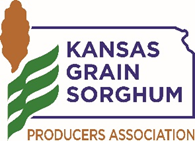 KANSAS
GRAIN
SORGHUM
PRODUCERS ASSOCIATION